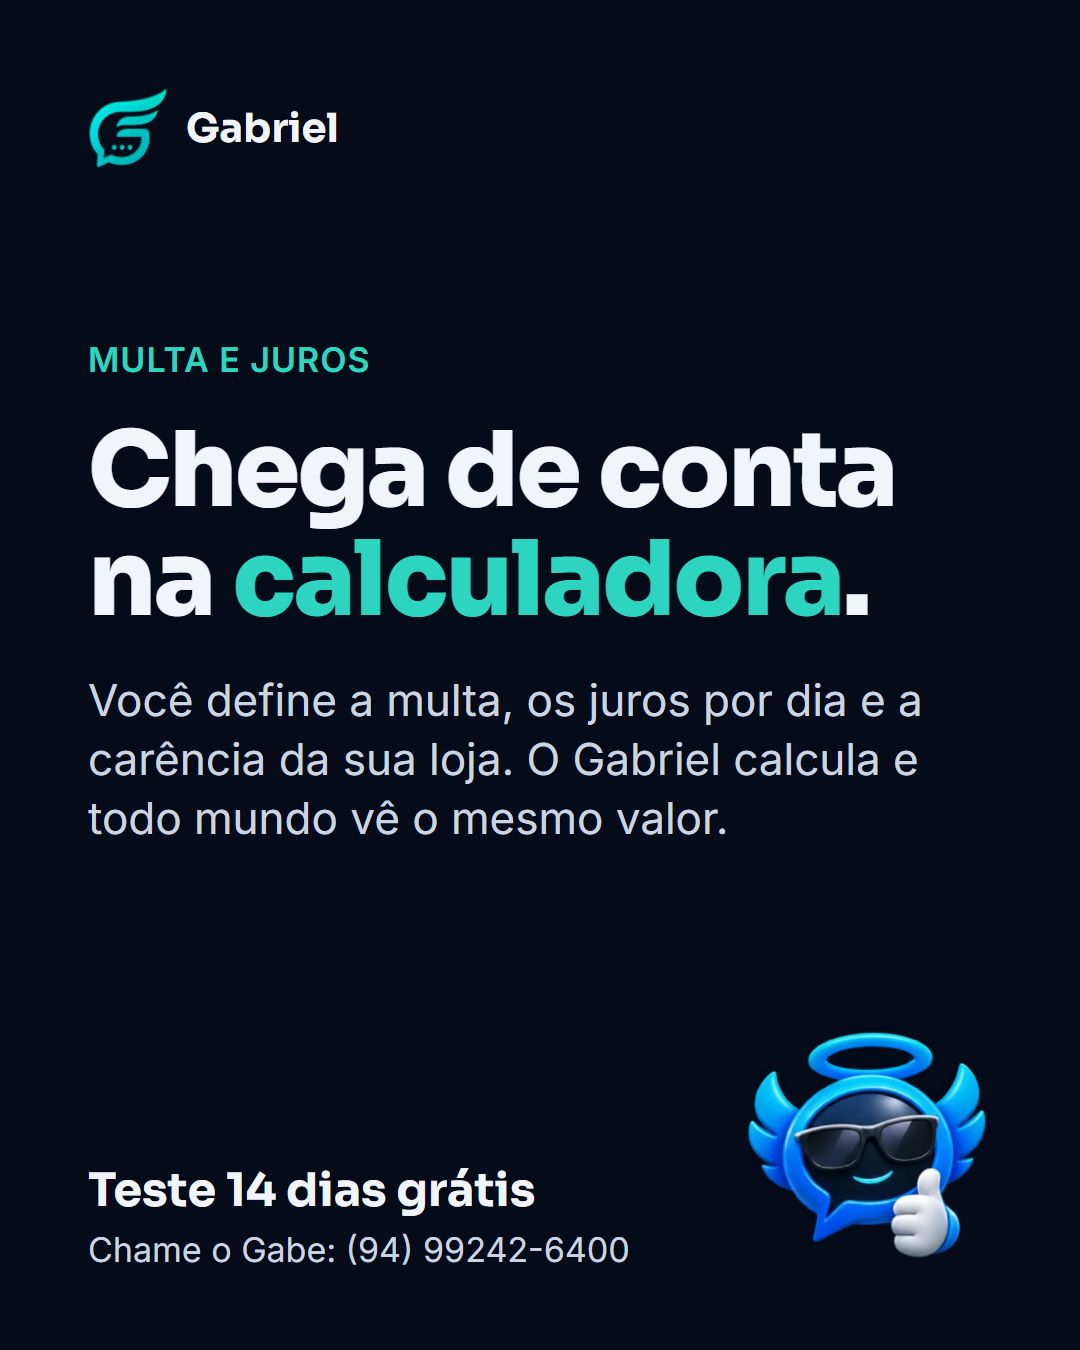 Gabriel
MULTA E JUROS
Chega de conta
na calculadora.
Você define a multa, os juros por dia e a
carência da sua loja. O Gabriel calcula e
todo mundo vê o mesmo valor.
Teste 14 dias grátis
Chame o Gabe: (94) 99242-6400